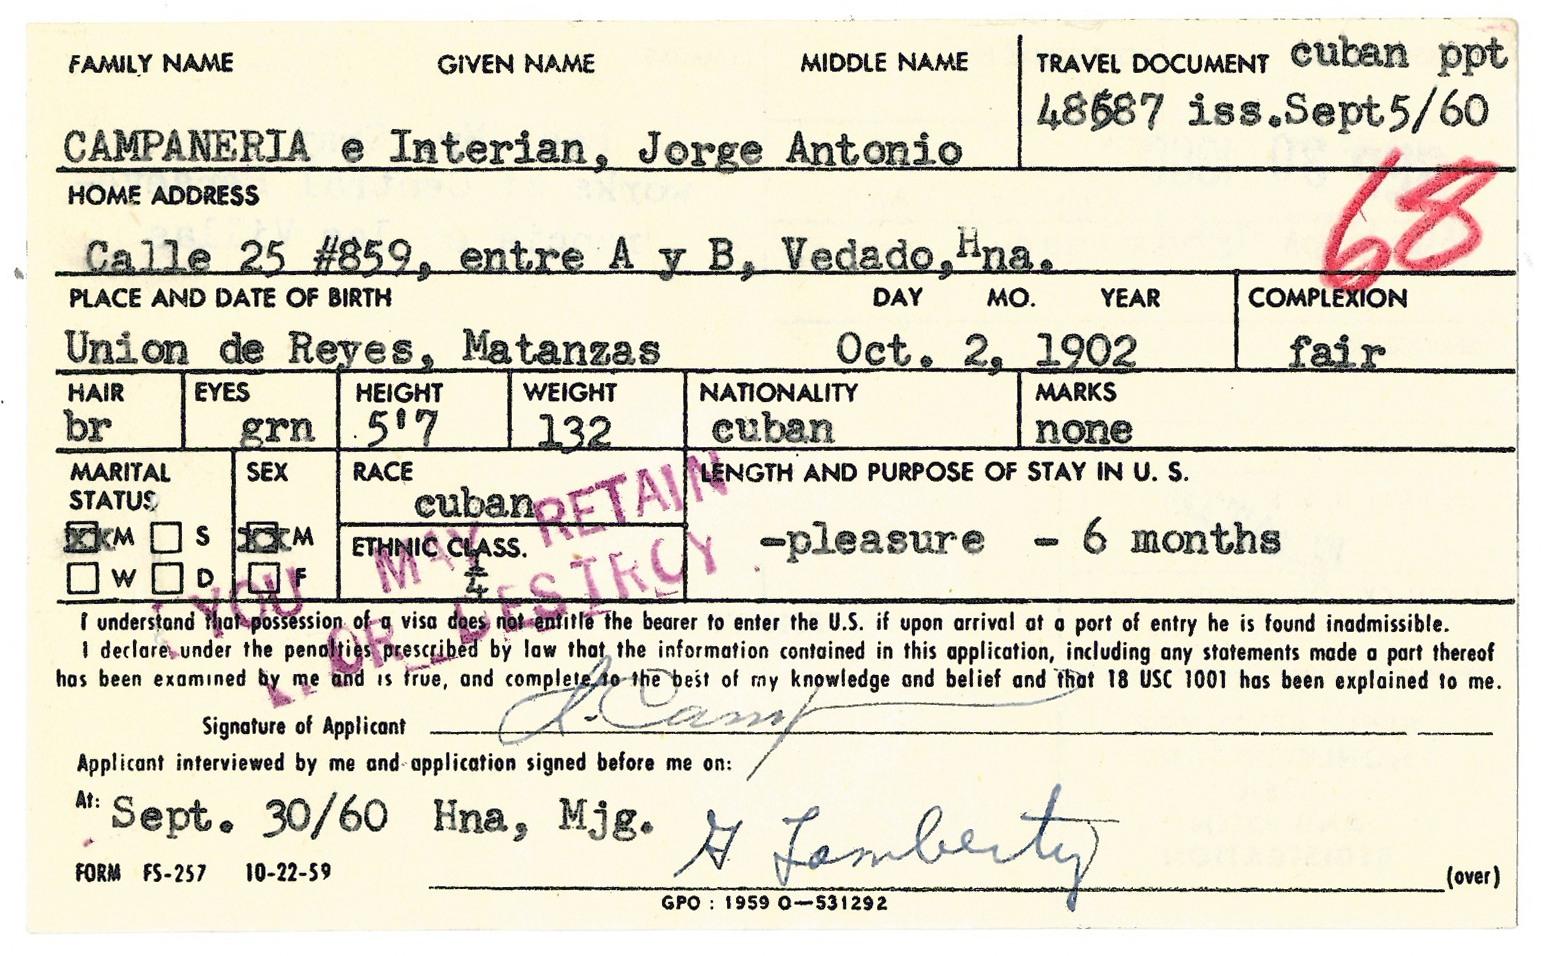 FAMILY NAME GIVEN NAME MIDDLE NAME TRAVEL DOCUMENT cuban ppt
48587 iss.Sept5/60
CAMPANERIA e Interian, Jorge Antonio
68
HOME ADDRESS
Calle 25 #859, entre A y B, Vedado,Hna.
PLACE AND DATE OF BIRTH DAY MO. YEAR COMPLEXION
Union de Reyes, Matanzas Oct. 2, 1902 fair
HAIR EYES HEIGHT WEIGHT NATIONALITY MARKS
br grn 5'7 132 cuban none
MARITAL STATUS SEX RACE LENGTH AND PURPOSE OF STAY IN U. S.
cuban
xx M S xx M ETHNIC CLASS. -pleasure - 6 months
W D F 1/4
YOU MAY RETAIN
OR DESTROY
I understand that possession of a visa does not entitle the bearer to enter the U.S. if upon arrival at a port of entry he is found inadmissible.
I declare under the penalties prescribed by law that the information contained in this application, including any statements made a part thereof
has been examined by me and is true, and complete to the best of my knowledge and belief and that 18 USC 1001 has been explained to me.
Signature of Applicant
Applicant interviewed by me and application signed before me on:
At: Sept. 30/60 Hna, Mjg. G Lamberty
FORM FS-257 10-22-59 (over)
GPO : 1959 O—531292